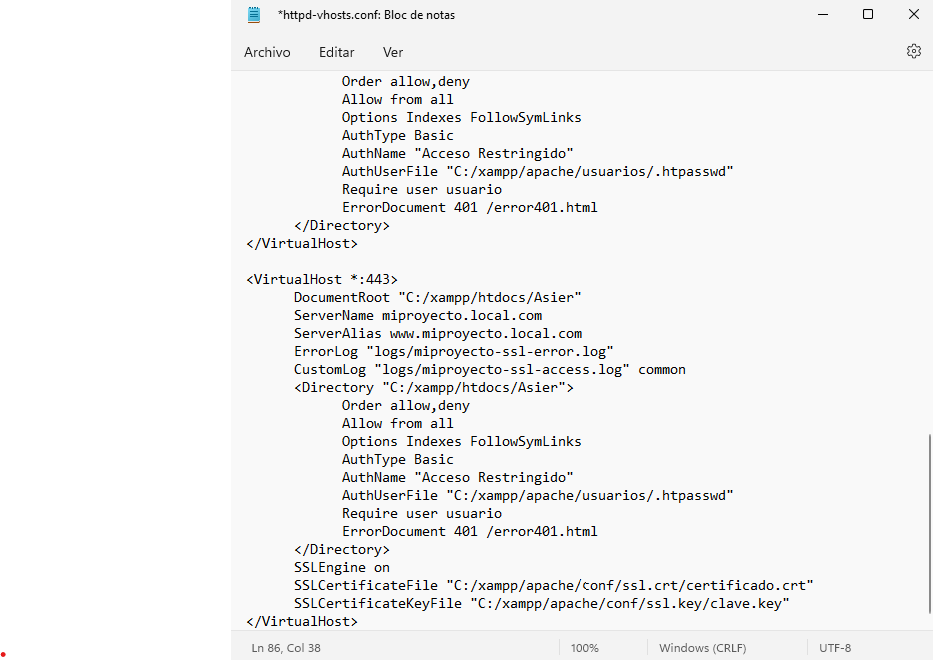 *httpd-vhosts.conf: Bloc de notas
Archivo Editar Ver
Order allow,deny
Allow from all
Options Indexes FollowSymLinks
AuthType Basic
AuthName "Acceso Restringido"
AuthUserFile "C:/xampp/apache/usuarios/.htpasswd"
Require user usuario
ErrorDocument 401 /error401.html
</Directory>
</VirtualHost>
<VirtualHost *:443>
DocumentRoot "C:/xampp/htdocs/Asier"
ServerName miproyecto.local.com
ServerAlias www.miproyecto.local.com
ErrorLog "logs/miproyecto-ssl-error.log"
CustomLog "logs/miproyecto-ssl-access.log" common
<Directory "C:/xampp/htdocs/Asier">
Order allow,deny
Allow from all
Options Indexes FollowSymLinks
AuthType Basic
AuthName "Acceso Restringido"
AuthUserFile "C:/xampp/apache/usuarios/.htpasswd"
Require user usuario
ErrorDocument 401 /error401.html
</Directory>
SSLEngine on
SSLCertificateFile "C:/xampp/apache/conf/ssl.crt/certificado.crt"
SSLCertificateKeyFile "C:/xampp/apache/conf/ssl.key/clave.key"
</VirtualHost>
Ln 86, Col 38 100% Windows (CRLF) UTF-8